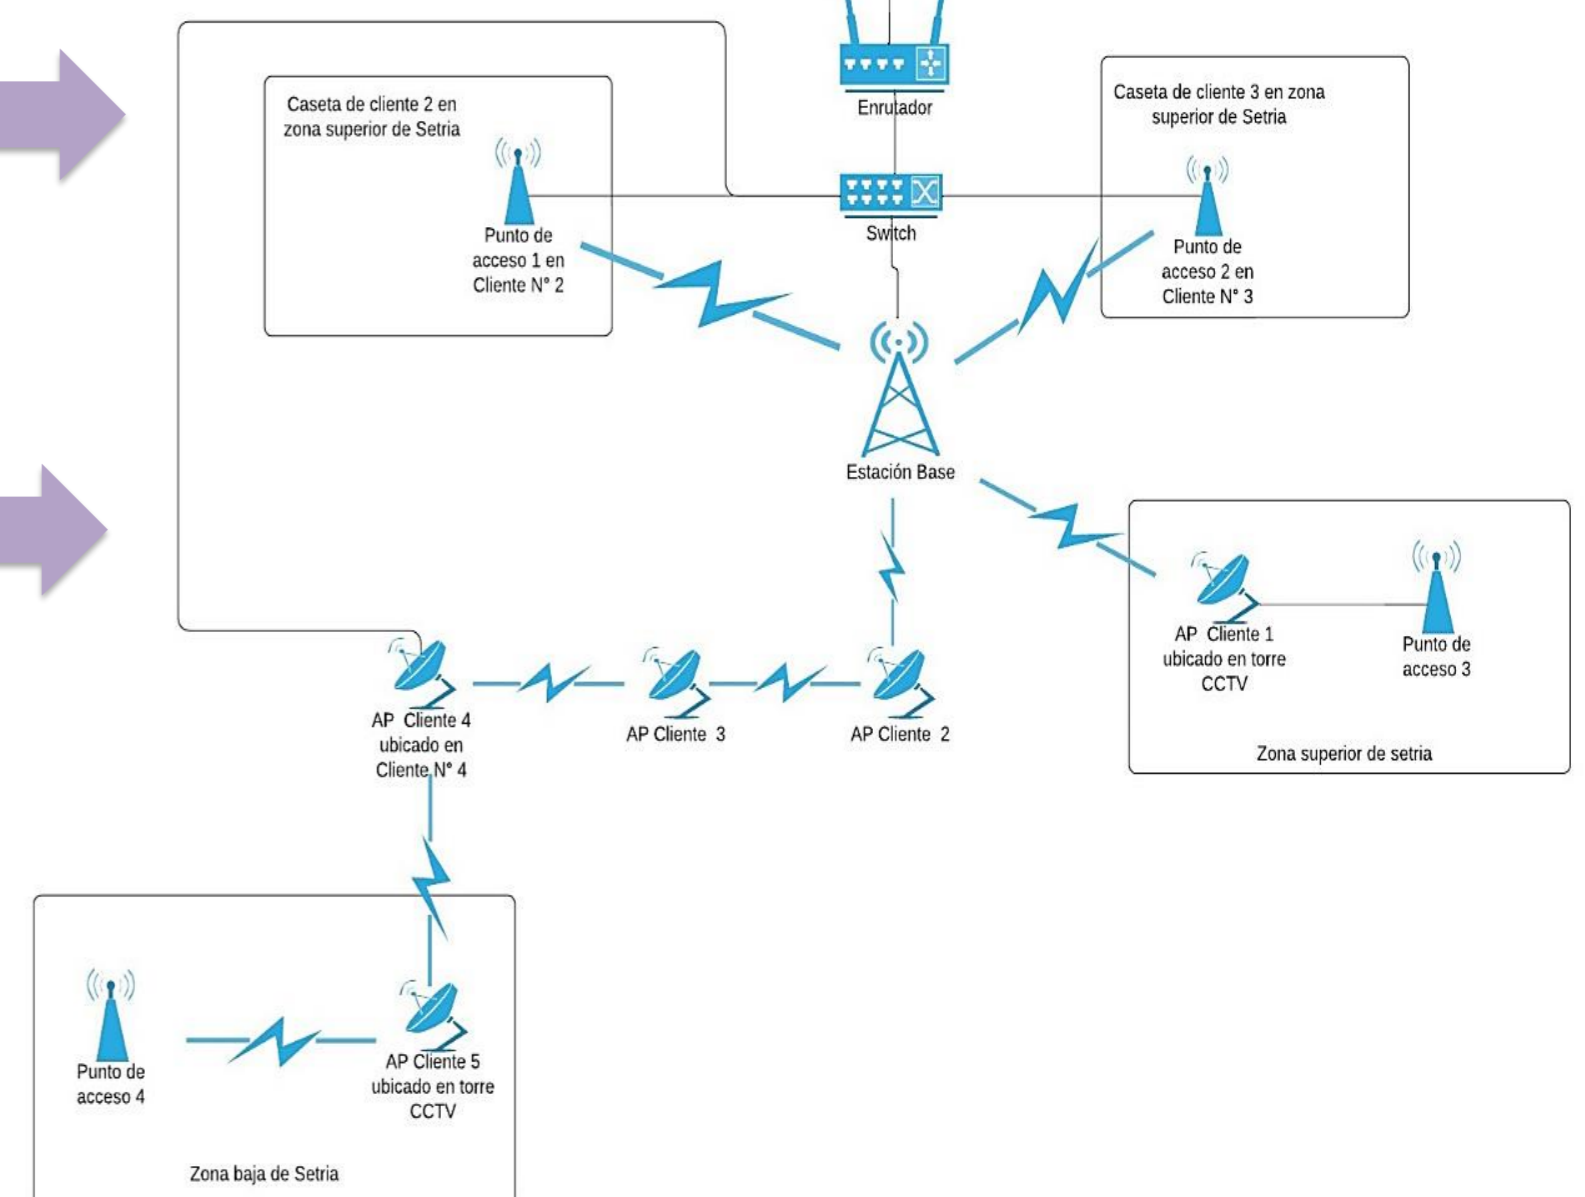 Enrutador
Caseta de cliente 2 en
zona superior de Setria
Caseta de cliente 3 en zona
superior de Setria
Switch
Punto de
acceso 1 en
Cliente N° 2
Punto de
acceso 2 en
Cliente N° 3
Estación Base
AP Cliente 1
ubicado en torre
CCTV
Punto de
acceso 3
Zona superior de setria
AP Cliente 4
ubicado en
Cliente N° 4
AP Cliente 3
AP Cliente 2
Punto de
acceso 4
AP Cliente 5
ubicado en torre
CCTV
Zona baja de Setria